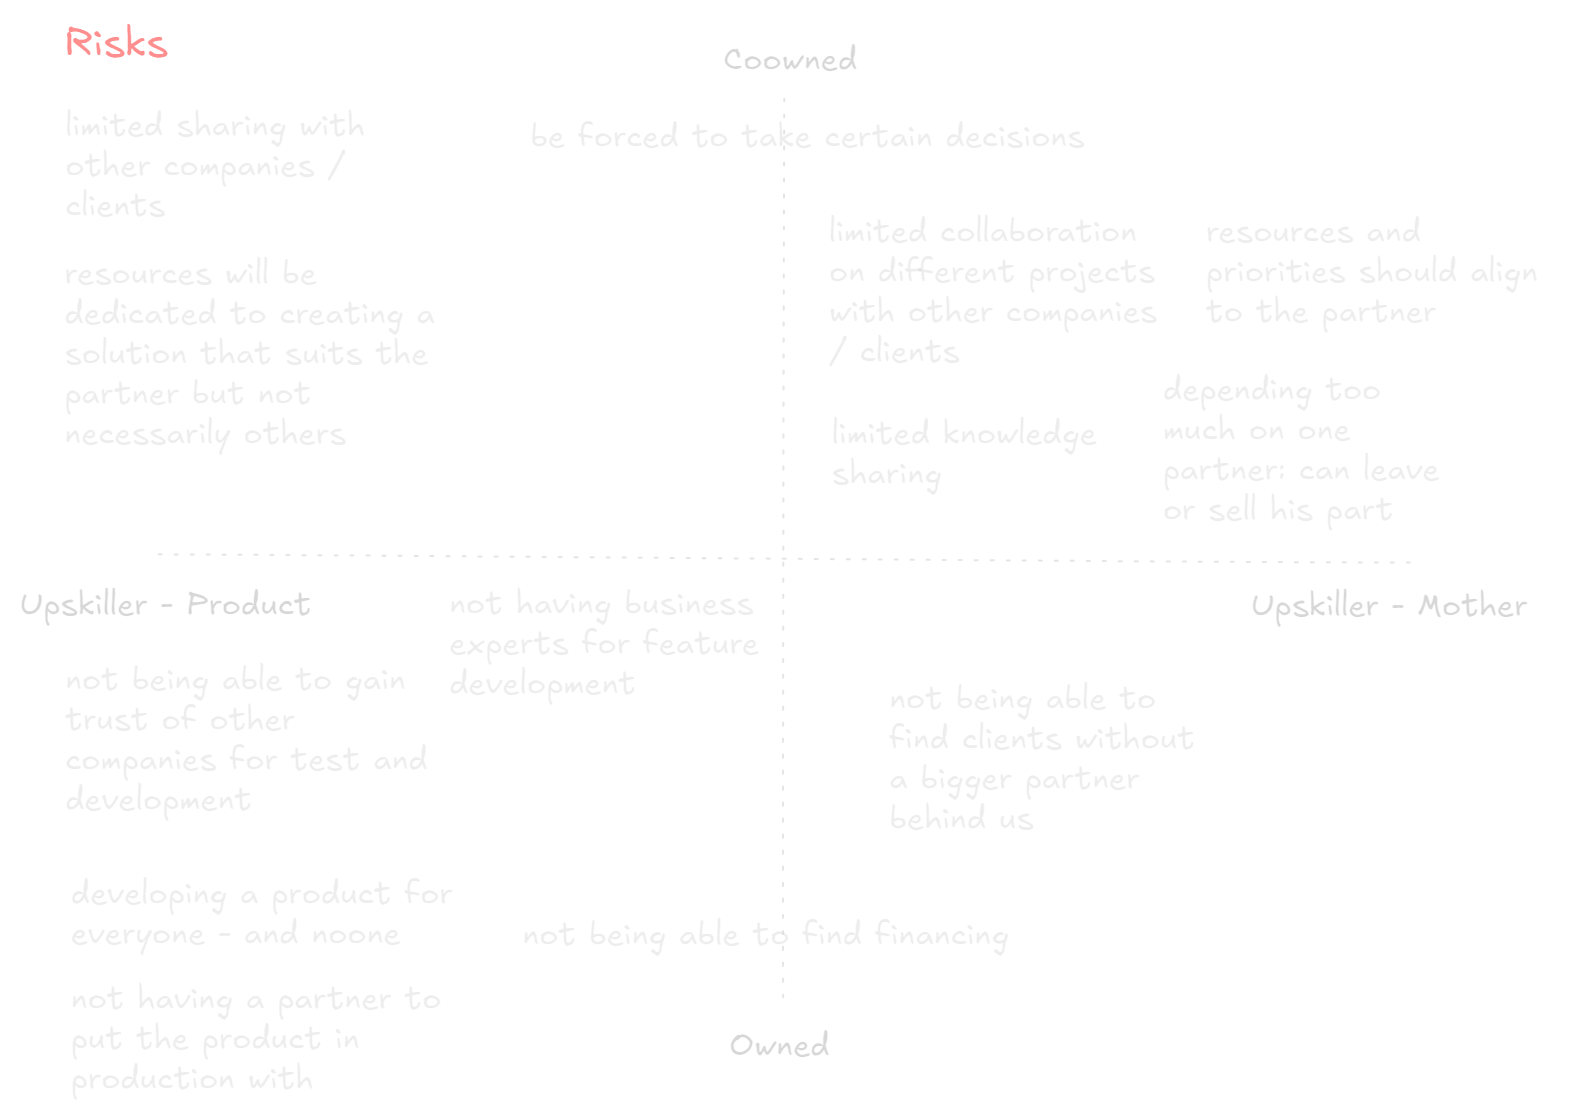 Risks
Coowned
limited sharing with
other companies /
clients
be forced to take certain decisions
resources will be
dedicated to creating a
solution that suits the
partner but not
necessarily others
limited collaboration
on different projects
with other companies
/ clients
resources and
priorities should align
to the partner
limited knowledge
sharing
depending too
much on one
partner: can leave
or sell his part
Upskiller - Product
Upskiller - Mother
not having business
experts for feature
development
not being able to gain
trust of other
companies for test and
development
not being able to
find clients without
a bigger partner
behind us
developing a product for
everyone - and noone
not being able to find financing
not having a partner to
put the product in
production with
Owned